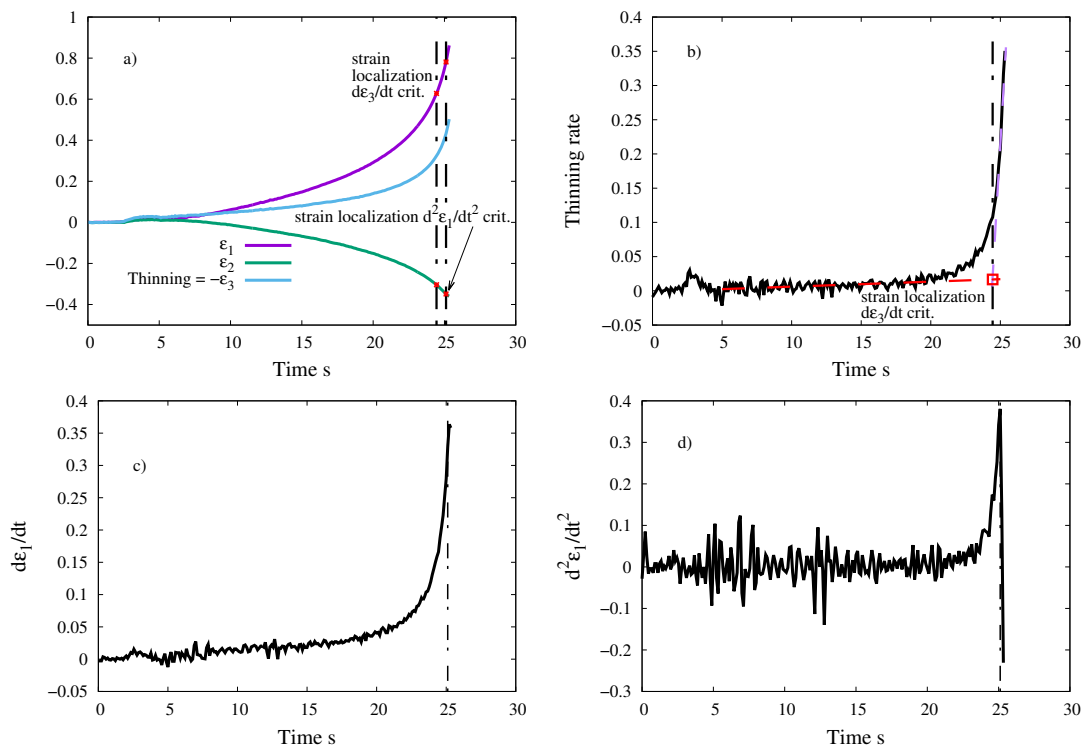 1
0.8
0.6
0.4
0.2
0
−0.2
−0.4
a)
strain
localization
dε3/dt crit.
strain localization d²ε1/dt² crit.
ε1
ε2
Thinning = −ε3
0 5 10 15 20 25 30
Time s
0.4
0.35
0.3
0.25
0.2
0.15
0.1
0.05
0
−0.05
Thinning rate
b)
strain localization
dε3/dt crit.
0 5 10 15 20 25 30
Time s
0.4
0.35
0.3
0.25
0.2
0.15
0.1
0.05
0
−0.05
dε1/dt
c)
0 5 10 15 20 25 30
Time s
0.4
0.3
0.2
0.1
0
−0.1
−0.2
−0.3
d²ε1/dt²
d)
0 5 10 15 20 25 30
Time s